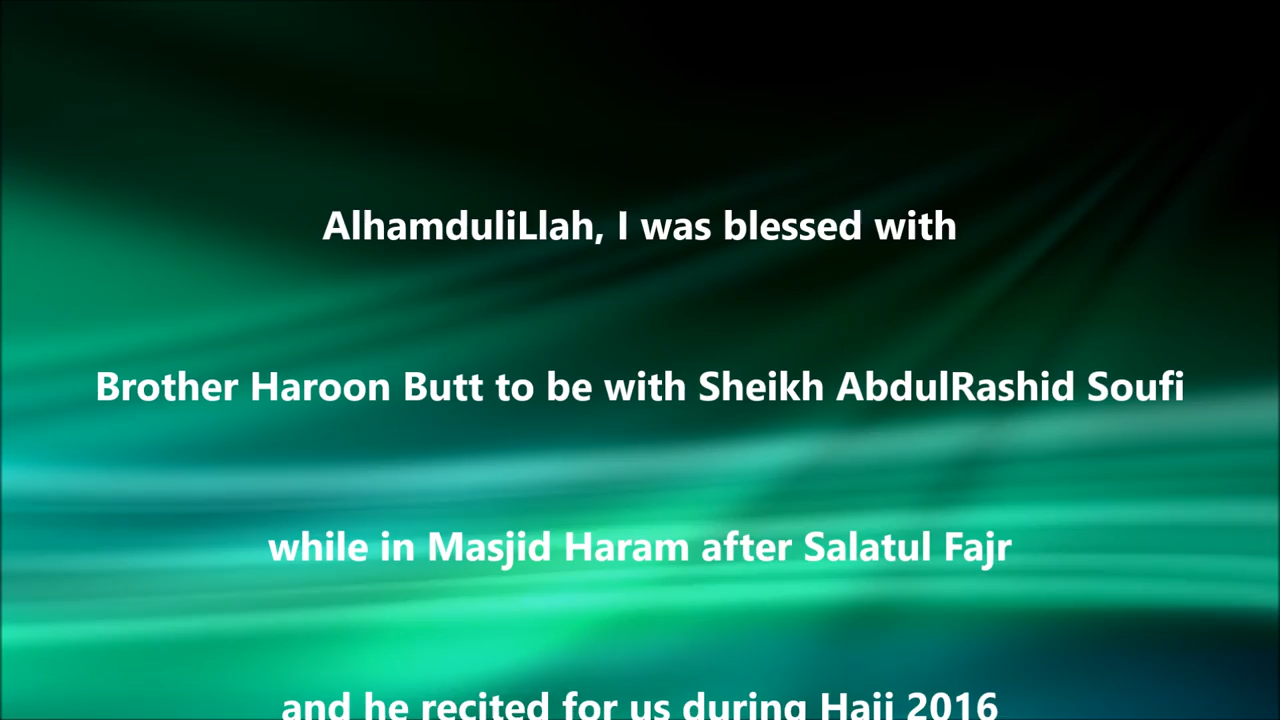 AlhamduliLlah, I was blessed with
Brother Haroon Butt to be with Sheikh AbdulRashid Soufi
while in Masjid Haram after Salatul Fajr
and he recited for us during Hajj 2016